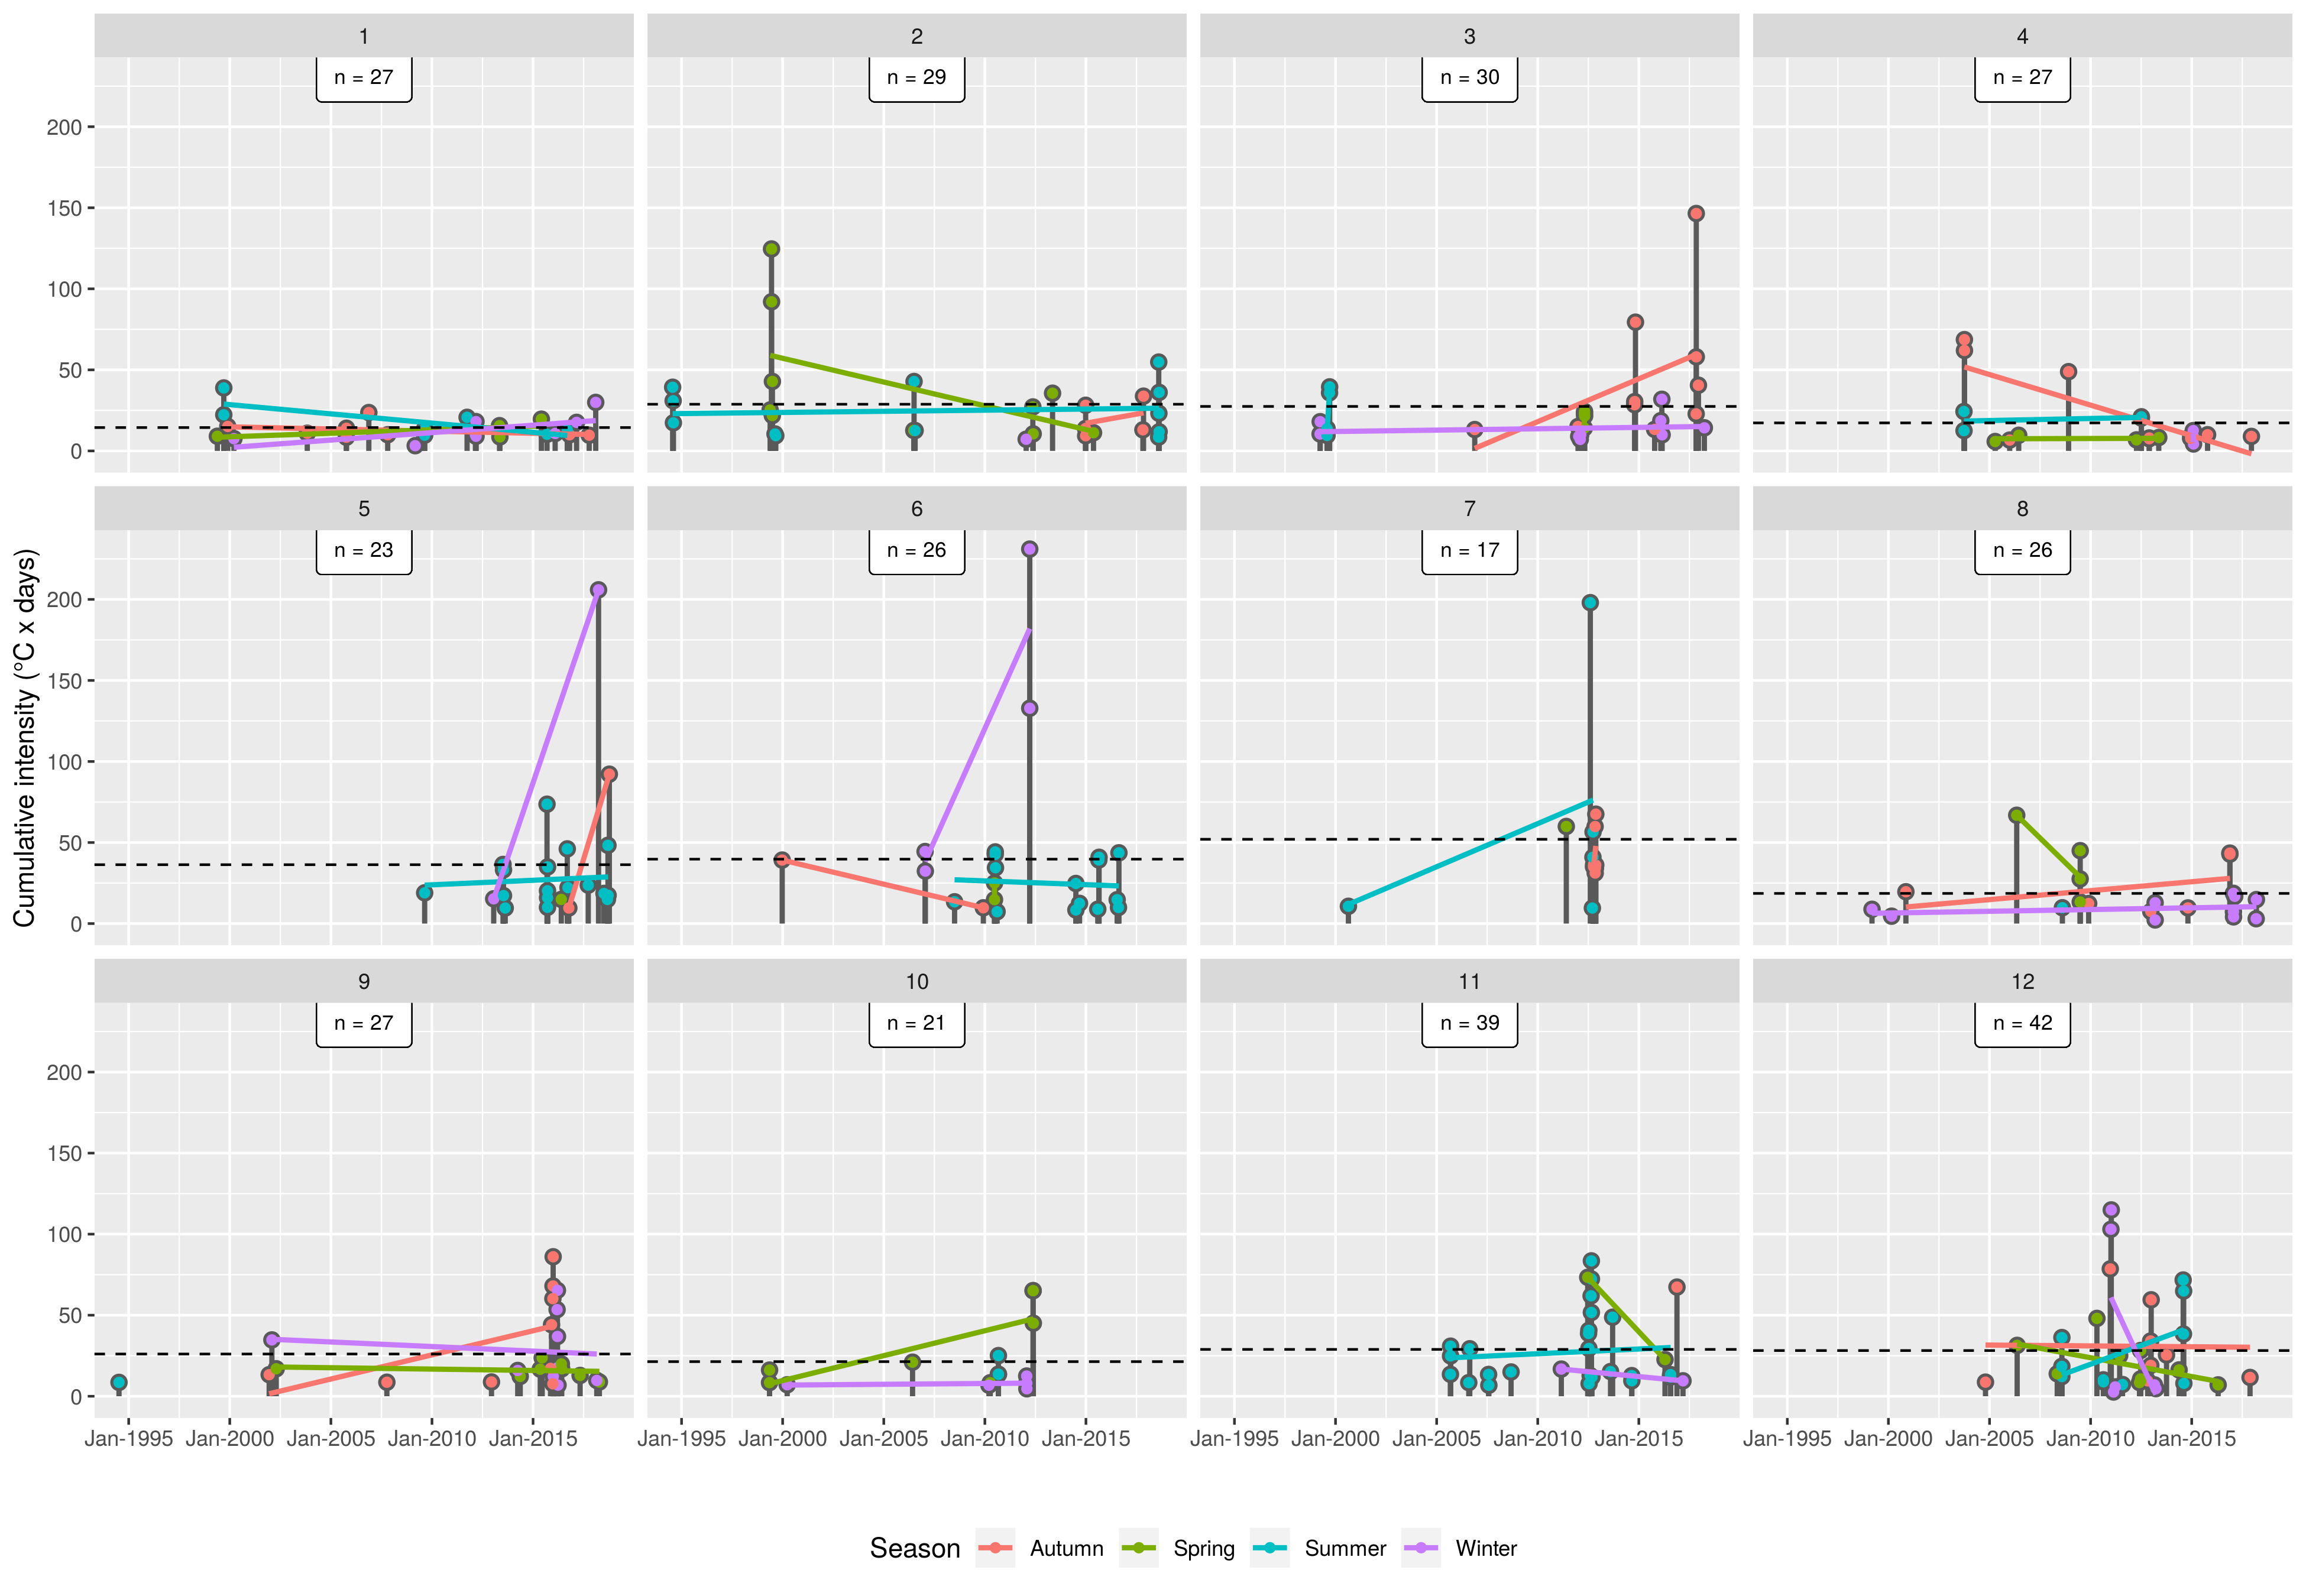 1 2 3 4
n = 27 n = 29 n = 30 n = 27
200
150
100
50
0
5 6 7 8
n = 23 n = 26 n = 17 n = 26
200
150
100
50
0
Cumulative intensity (°C x days)
9 10 11 12
n = 27 n = 21 n = 39 n = 42
200
150
100
50
0
Jan-1995 Jan-2000 Jan-2005 Jan-2010 Jan-2015 Jan-1995 Jan-2000 Jan-2005 Jan-2010 Jan-2015 Jan-1995 Jan-2000 Jan-2005 Jan-2010 Jan-2015 Jan-1995 Jan-2000 Jan-2005 Jan-2010 Jan-2015
Season Autumn Spring Summer Winter